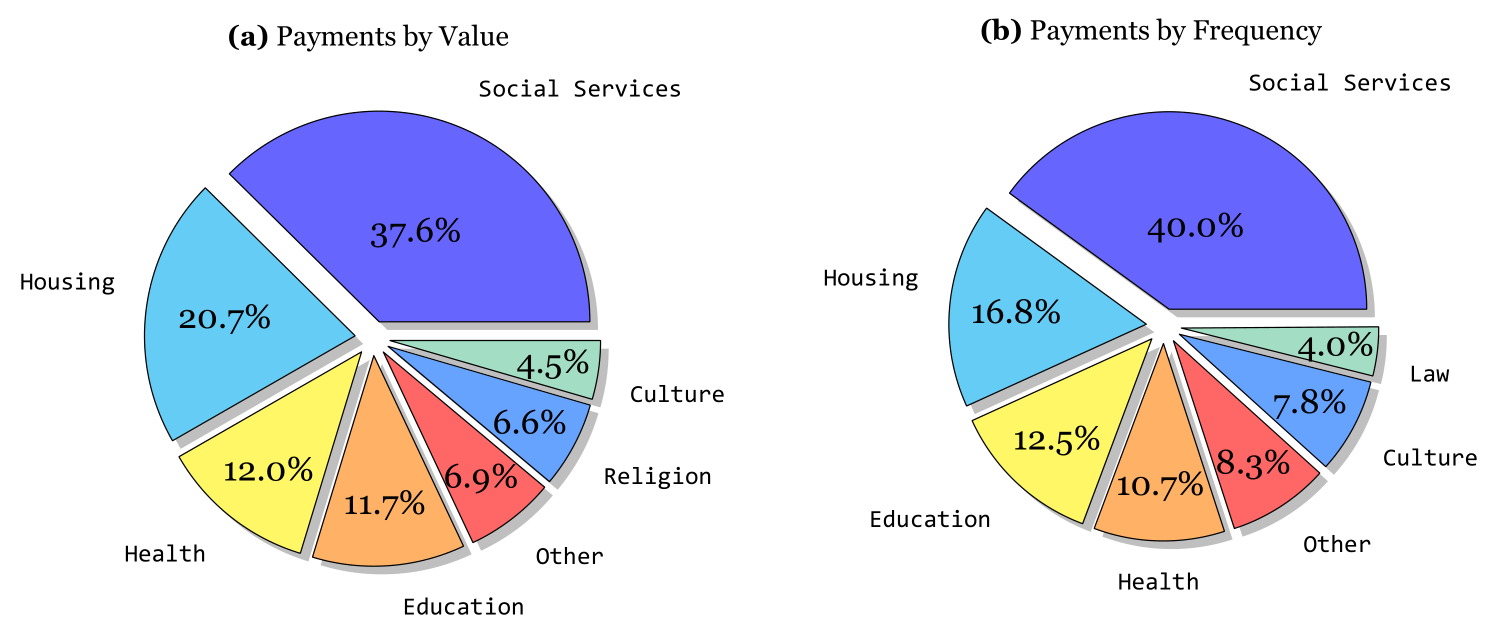 (a) Payments by Value
Social Services
37.6%
Housing
20.7%
4.5%
Culture
6.6%
Religion
12.0%
6.9%
11.7%
Health
Other
Education
(b) Payments by Frequency
Social Services
40.0%
Housing
16.8%
4.0%
Law
7.8%
Culture
12.5%
8.3%
10.7%
Education
Other
Health